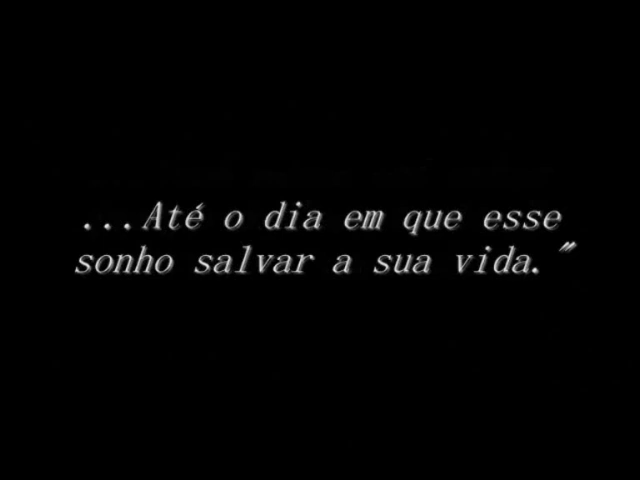 ...Até o dia em que esse
sonho salvar a sua vida."